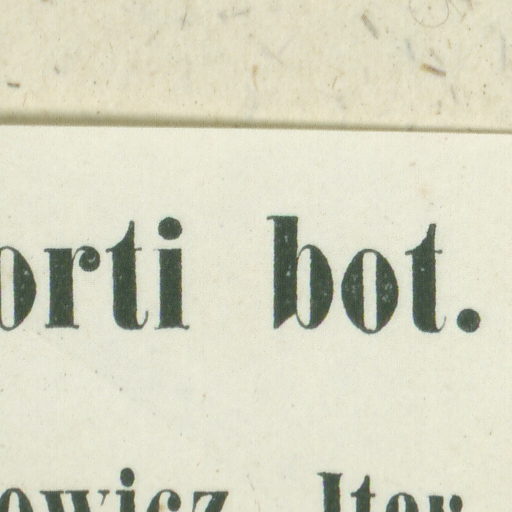 orti bot.
owicz, Iter